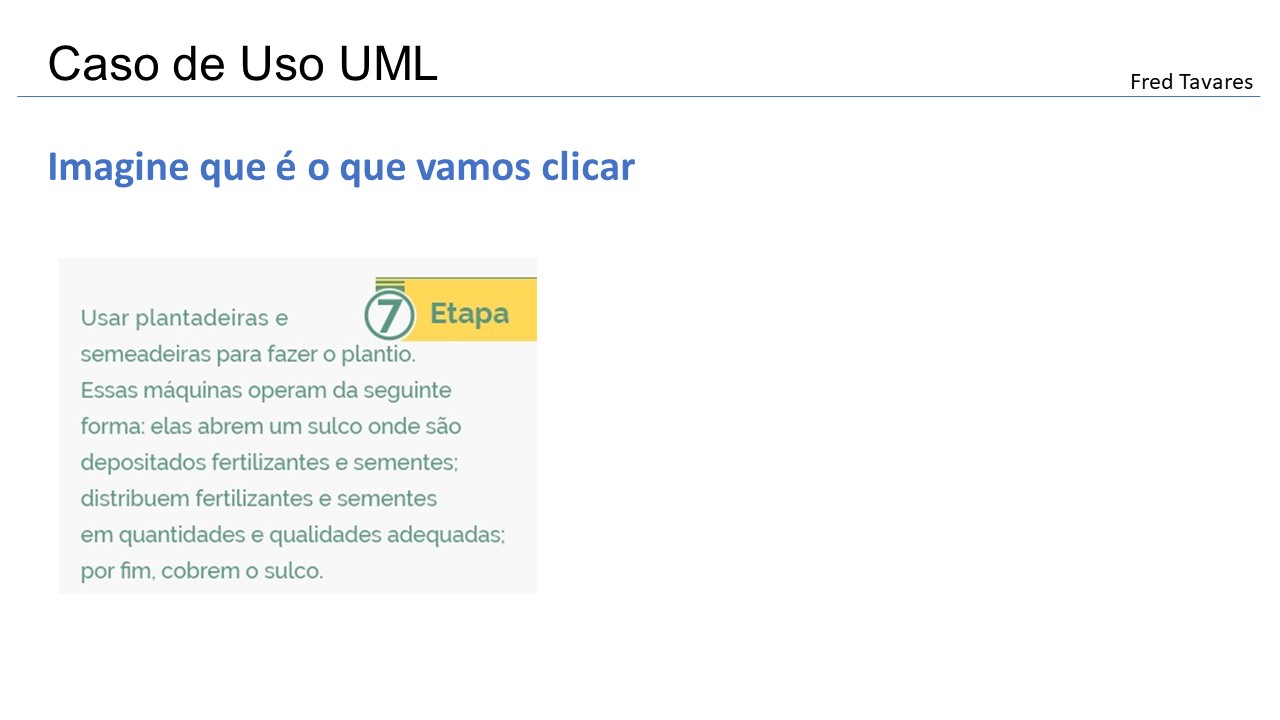 Caso de Uso UML
Fred Tavares
Imagine que é o que vamos clicar
7 Etapa
Usar plantadeiras e
semeadeiras para fazer o plantio.
Essas máquinas operam da seguinte
forma: elas abrem um sulco onde são
depositados fertilizantes e sementes;
distribuem fertilizantes e sementes
em quantidades e qualidades adequadas;
por fim, cobrem o sulco.